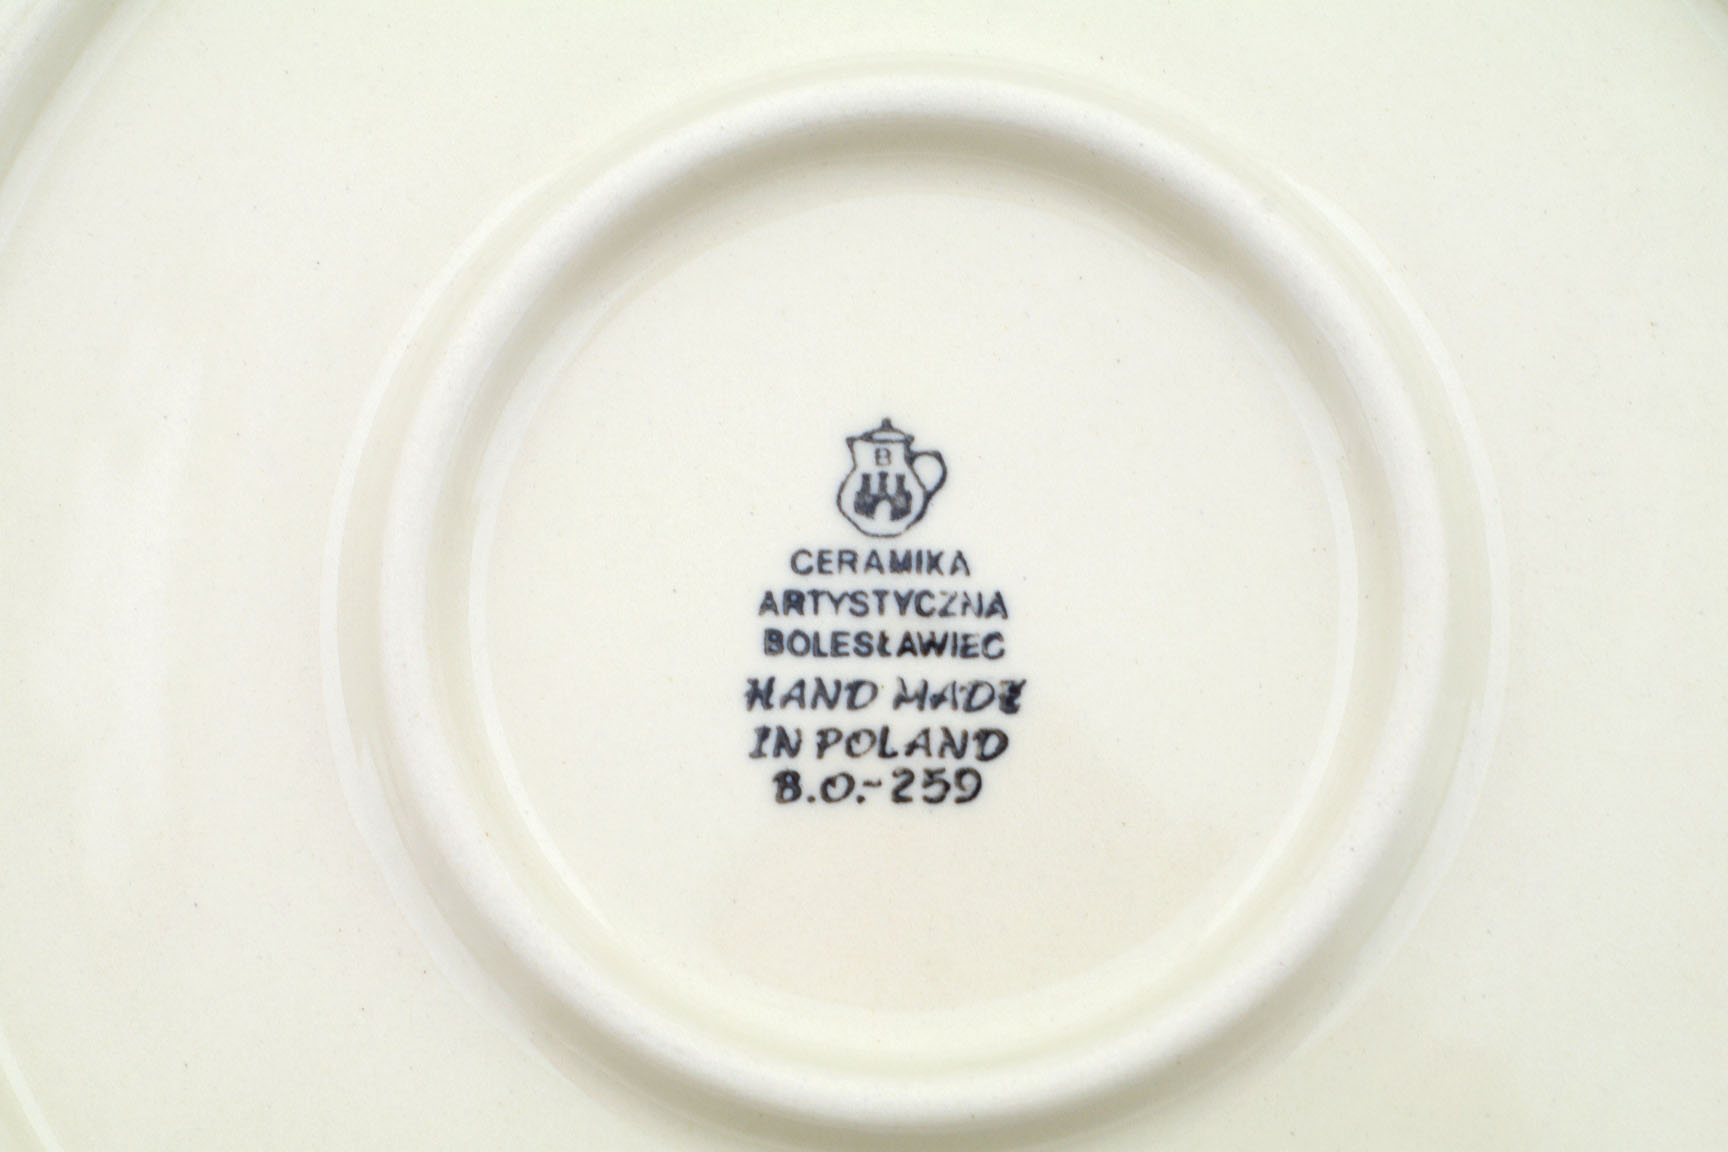 B
CERAMIKA
ARTYSTYCZNA
BOLESŁAWIEC
HAND MADE
IN POLAND
B.O.-259